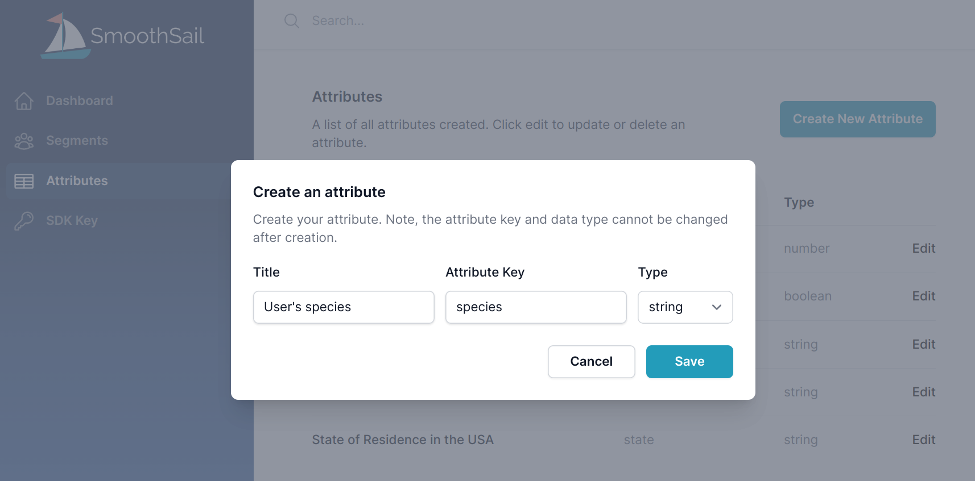 SmoothSail
Search...
Dashboard
Segments
Attributes
SDK Key
Attributes
A list of all attributes created. Click edit to update or delete an
attribute.
Create New Attribute
Type
number Edit
boolean Edit
string Edit
string Edit
State of Residence in the USA state string Edit
Create an attribute
Create your attribute. Note, the attribute key and data type cannot be changed
after creation.
Title Attribute Key Type
User's species species string
Cancel Save